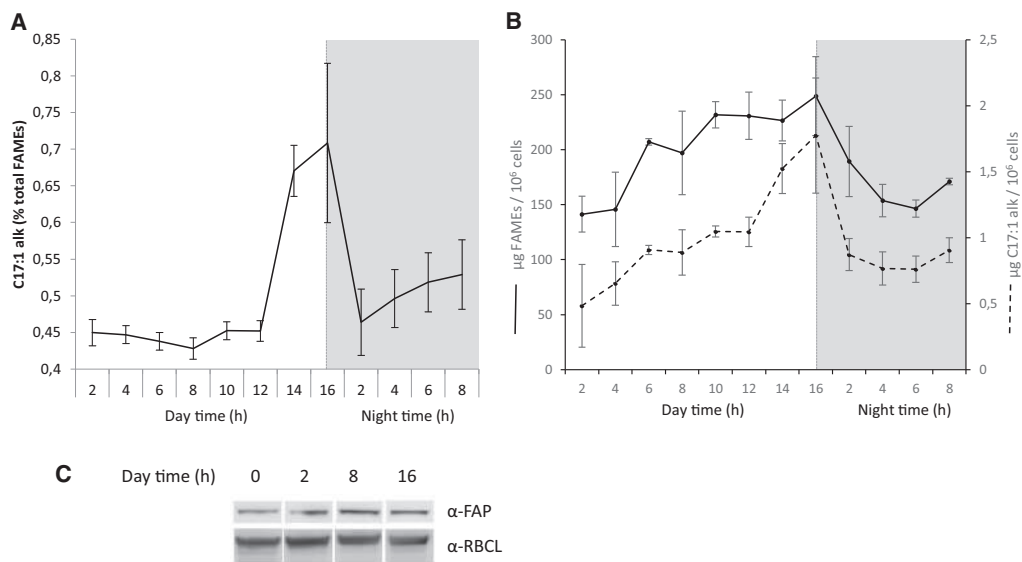 A
C17:1 alk (% total FAMEs)
0,85
0,8
0,75
0,7
0,65
0,6
0,55
0,5
0,45
0,4
2 4 6 8 10 12 14 16 2 4 6 8
Day time (h) Night time (h)
B
µg FAMEs / 10⁶ cells
300
250
200
150
100
50
0
2,5
2
1,5
1
0,5
0
µg C17:1 alk / 10⁶ cells
2 4 6 8 10 12 14 16 2 4 6 8
Day time (h) Night time (h)
C
Day time (h) 0 2 8 16
α-FAP
α-RBCL